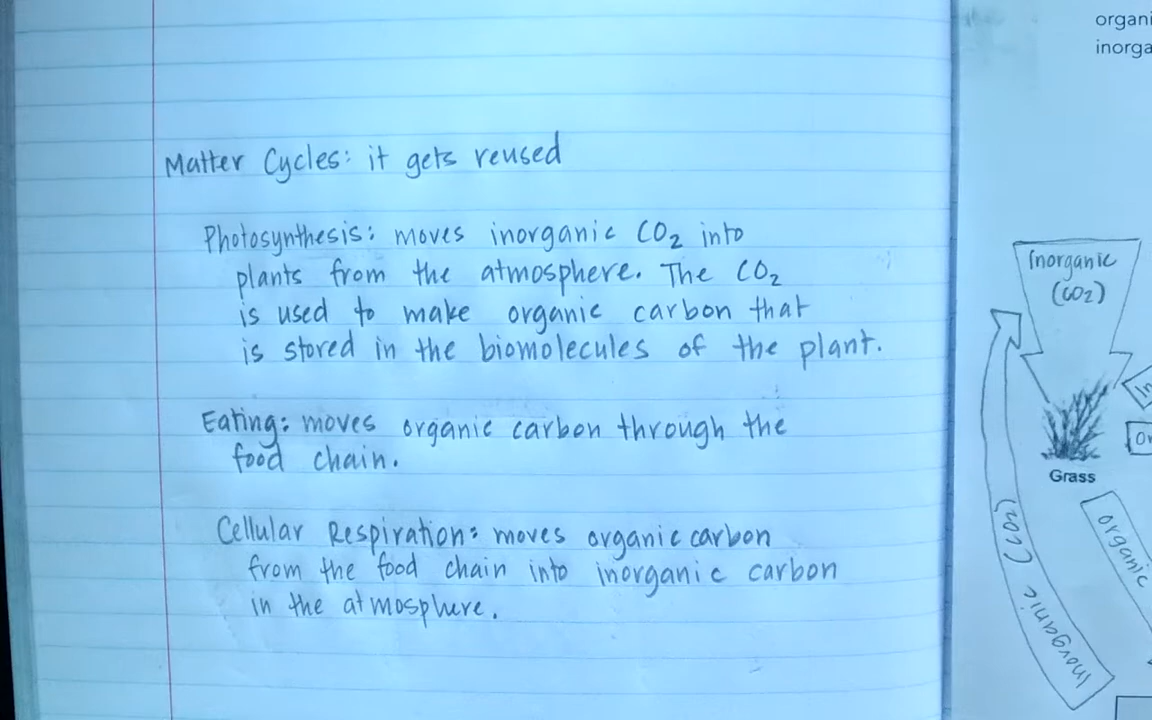 Matter Cycles: it gets reused
Photosynthesis: moves inorganic CO₂ into
plants from the atmosphere. The CO₂
is used to make organic carbon that
is stored in the biomolecules of the plant.
Eating: moves organic carbon through the
food chain.
Cellular Respiration: moves organic carbon
from the food chain into inorganic carbon
in the atmosphere.
organi
inorga
Inorganic
(CO₂)
In
Or
Grass
organic
Inorganic (CO₂)